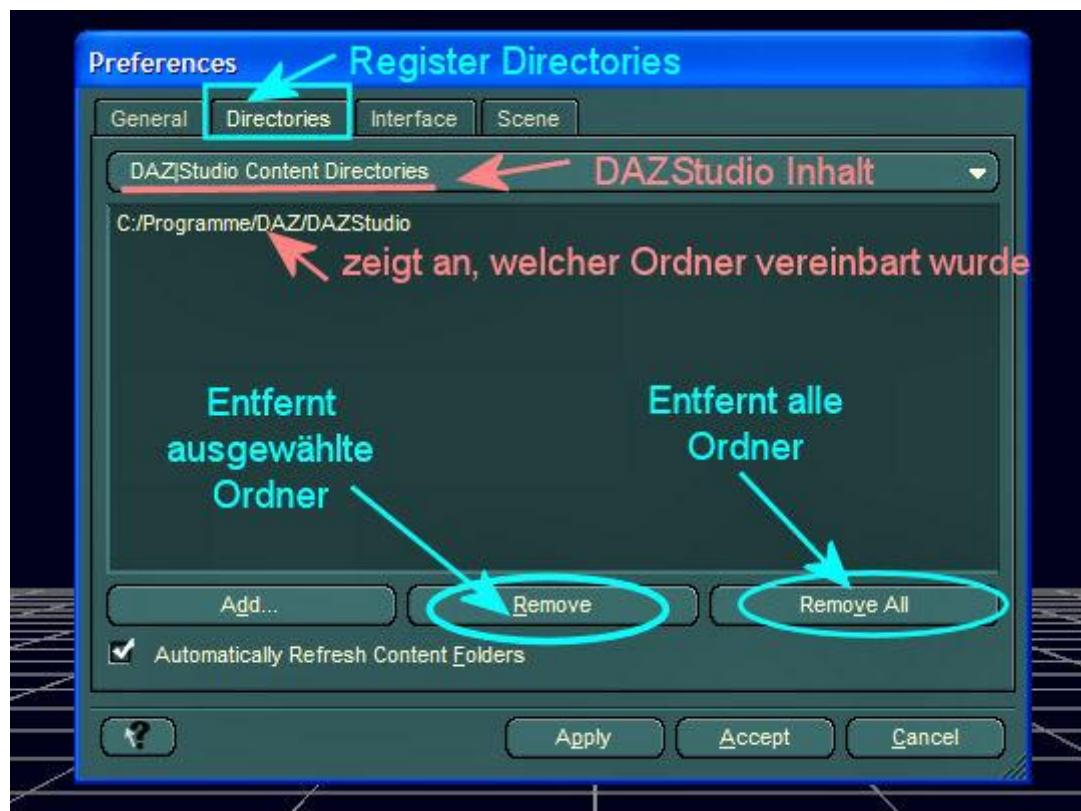 Preferences
Register Directories
General Directories Interface Scene
DAZ|Studio Content Directories
DAZStudio Inhalt
C:/Programme/DAZ/DAZStudio
zeigt an, welcher Ordner vereinbart wurde
Entfernt
ausgewählte
Ordner
Entfernt alle
Ordner
Add... Remove Remove All
Automatically Refresh Content Folders
? Apply Accept Cancel